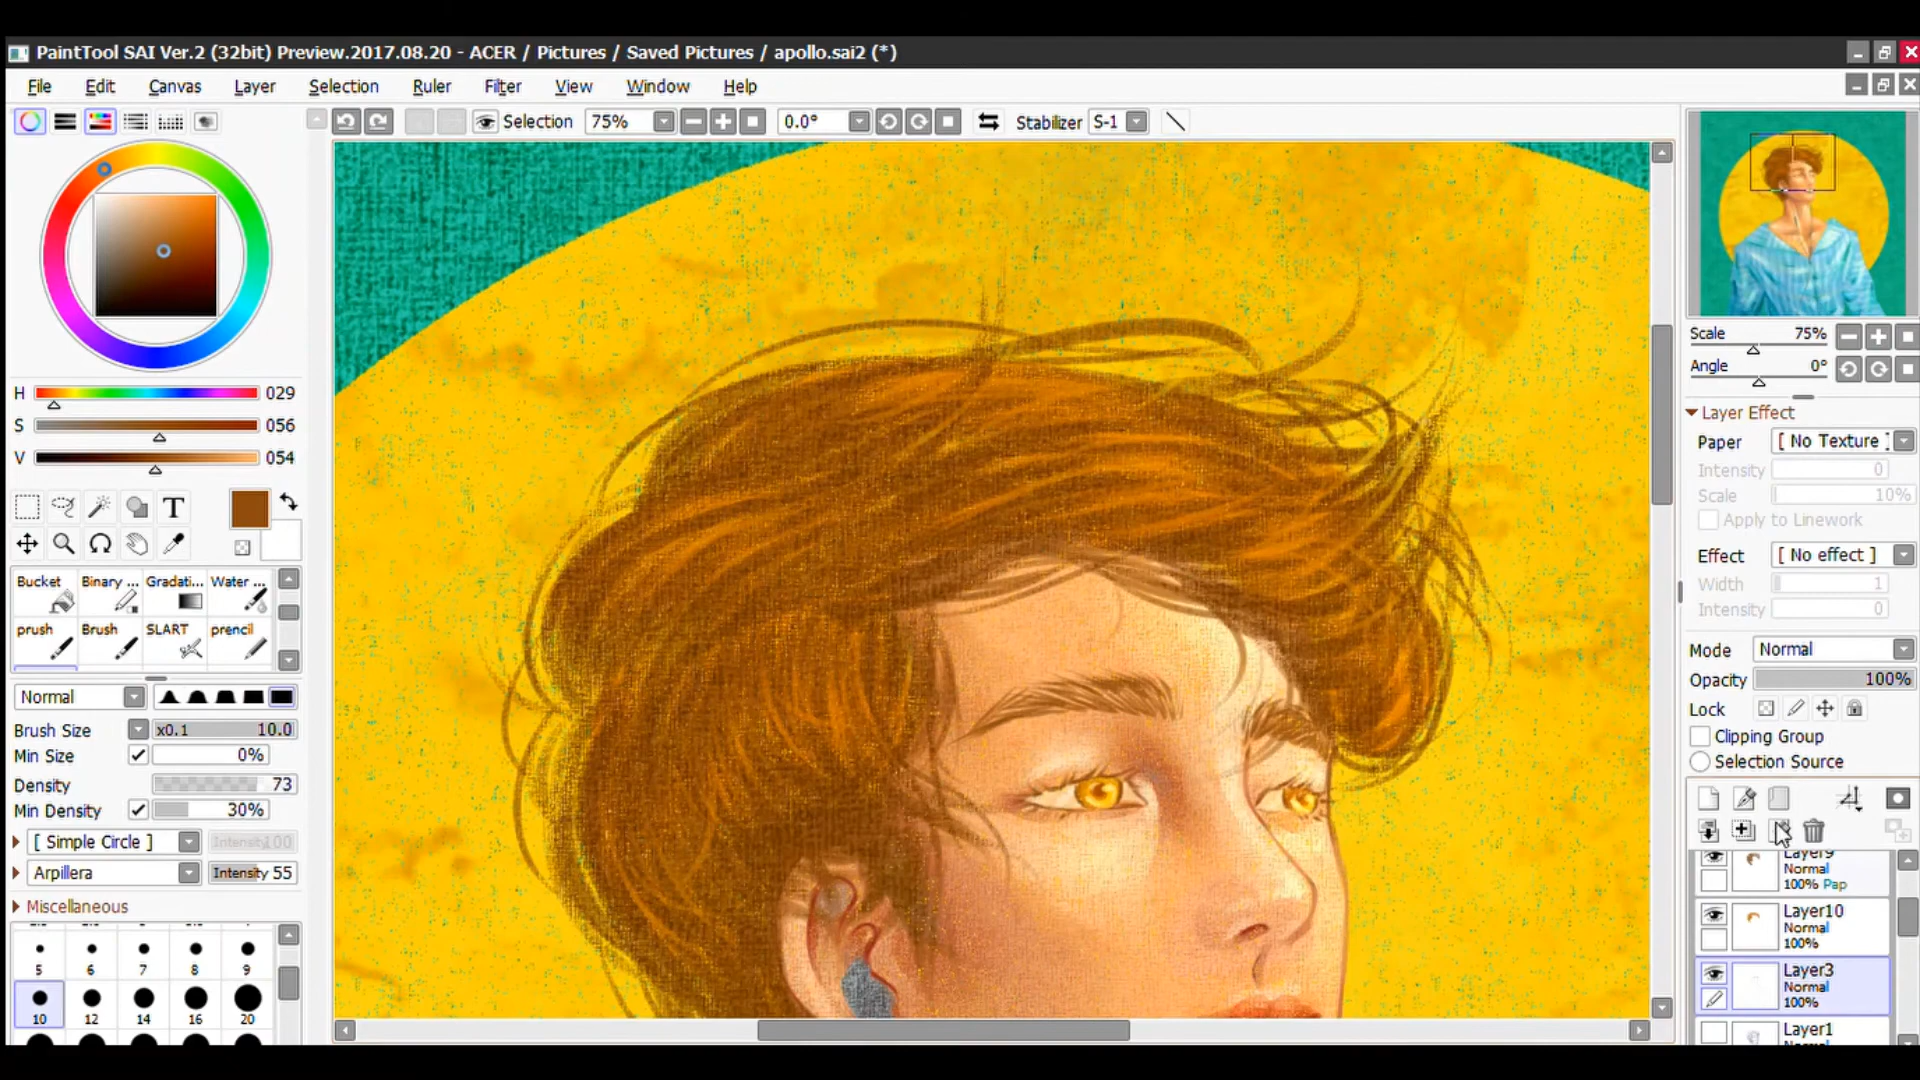 PaintTool SAI Ver.2 (32bit) Preview.2017.08.20 - ACER / Pictures / Saved Pictures / apollo.sai2 (*)
File Edit Canvas Layer Selection Ruler Filter View Window Help
Selection 75% 0.0° Stabilizer S-1
H 029
S 056
V 054
T
Bucket Binary ... Gradati... Water ...
prush Brush SLART prencil
Normal
Brush Size x0.1 10.0
Min Size 0%
Density 73
Min Density 30%
[ Simple Circle ] Intensity 100
Arpillera Intensity 55
Miscellaneous
5 6 7 8 9
10 12 14 16 20
Scale 75%
Angle 0°
Layer Effect
Paper [ No Texture ]
Intensity 0
Scale 10%
Apply to Linework
Effect [ No effect ]
Width 1
Intensity 0
Mode Normal
Opacity 100%
Lock
Clipping Group
Selection Source
Layer9
Normal
100% Pap
Layer10
Normal
100%
Layer3
Normal
100%
Layer1